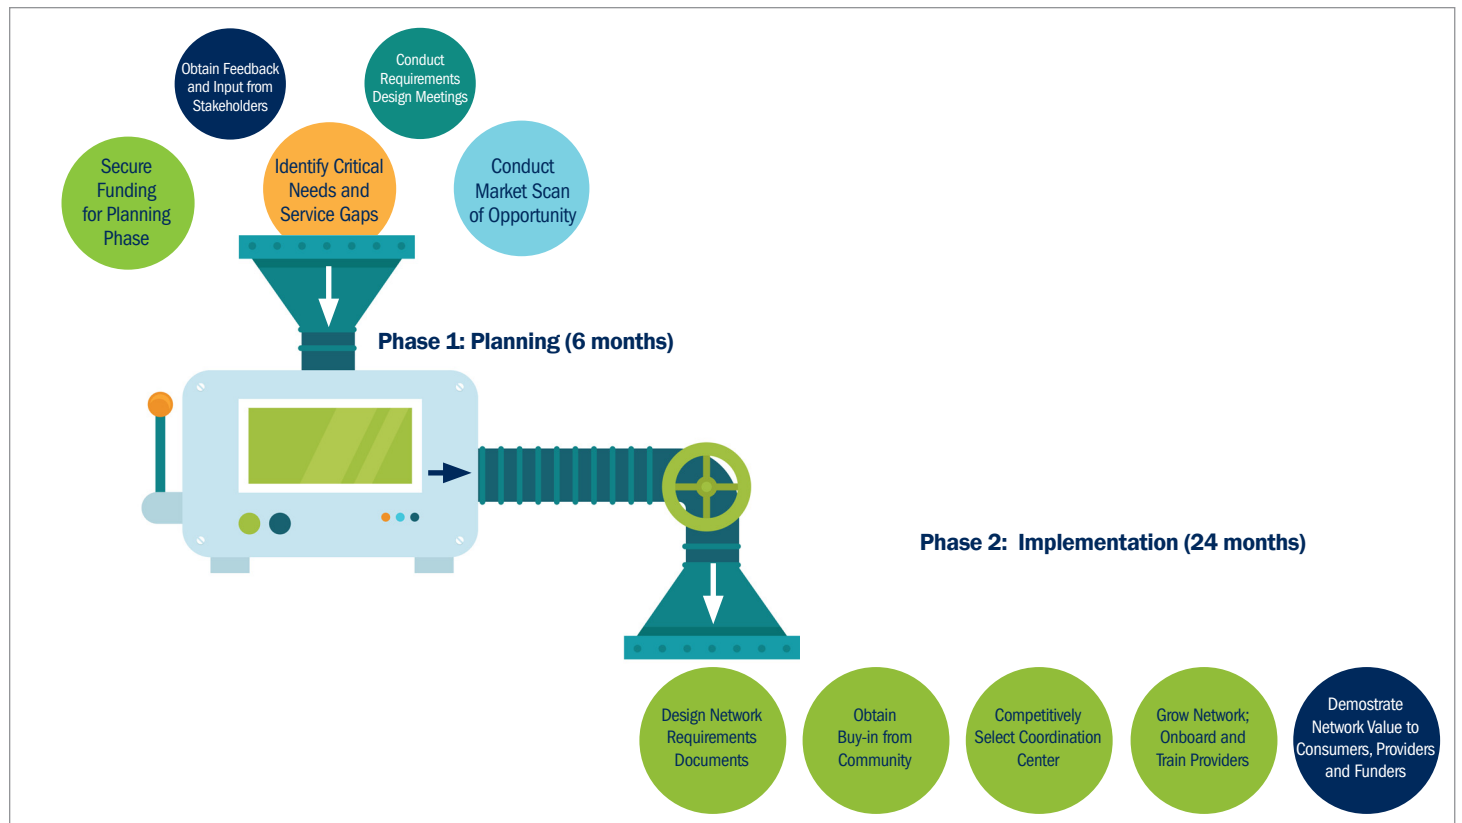 Obtain Feedback
and Input from
Stakeholders
Conduct
Requirements
Design Meetings
Secure
Funding
for Planning
Phase
Identify Critical
Needs and
Service Gaps
Conduct
Market Scan
of Opportunity
Phase 1: Planning (6 months)
Phase 2: Implementation (24 months)
Design Network
Requirements
Documents
Obtain
Buy-in from
Community
Competitively
Select Coordination
Center
Grow Network;
Onboard and
Train Providers
Demostrate
Network Value to
Consumers, Providers
and Funders